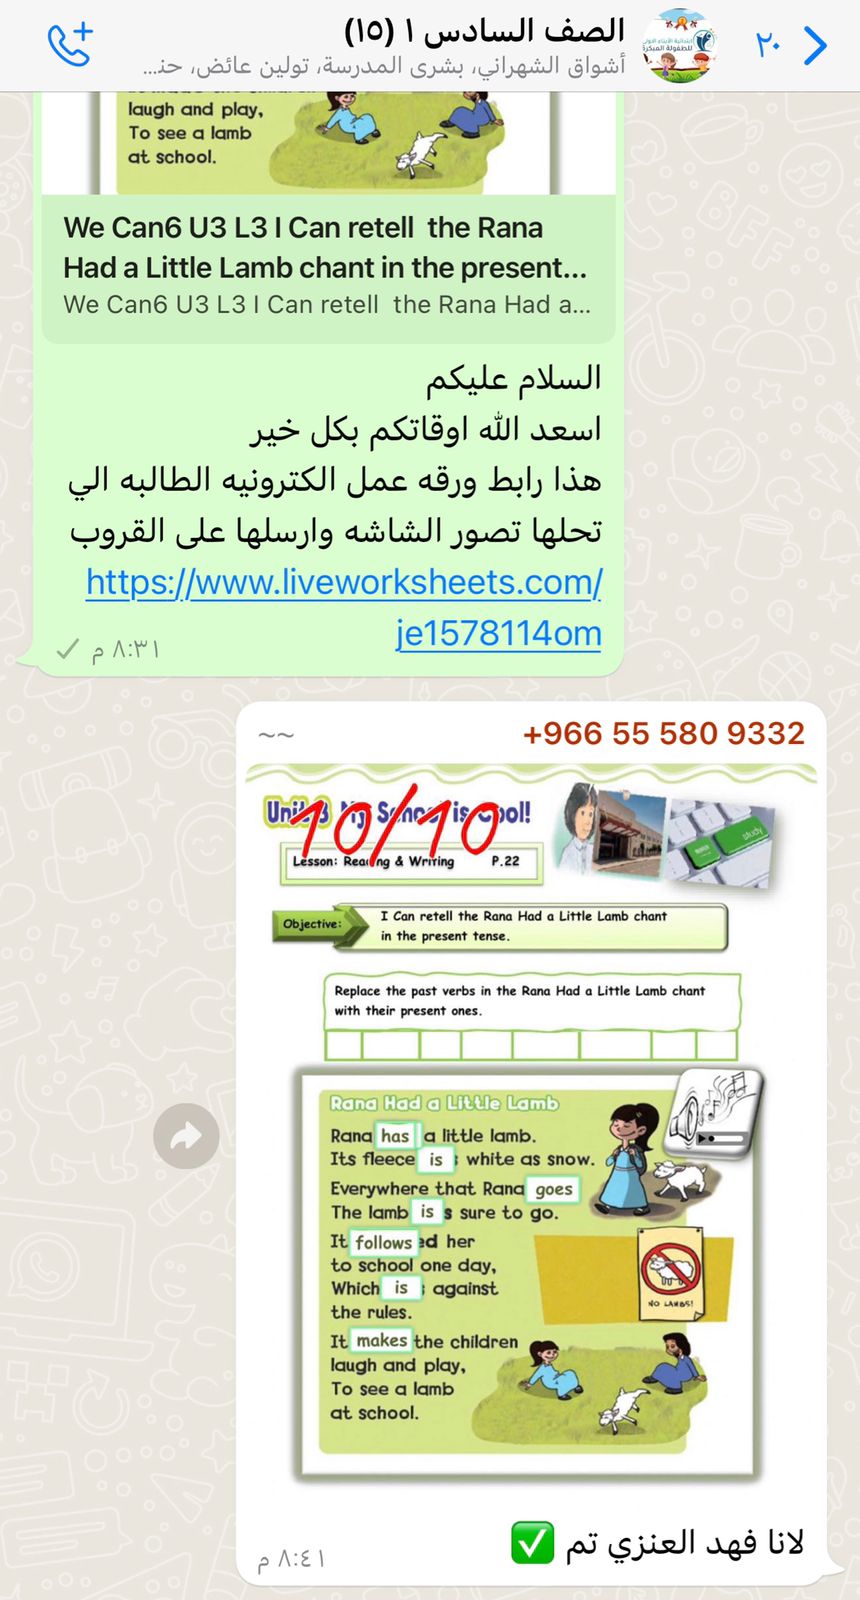 الصف السادس ١ (١٥)
أشواق الشهراني، بشرى المدرسة، تولين عائض، حنـ...
٢٠
laugh and play,
To see a lamb
at school.
We Can6 U3 L3 I Can retell the Rana
Had a Little Lamb chant in the present...
We Can6 U3 L3 I Can retell the Rana Had a...
السلام عليكم
اسعد الله اوقاتكم بكل خير
هذا رابط ورقه عمل الكترونيه الطالبه الي
تحلها تصور الشاشه وارسلها على القروب
https://www.liveworksheets.com/
je1578114om
٨:٣١ م
~~
+966 55 580 9332
Unit 3 My School is Cool!
10/10
Lesson: Reading & Writing P.22
study
Objective:
I Can retell the Rana Had a Little Lamb chant
in the present tense.
Replace the past verbs in the Rana Had a Little Lamb chant
with their present ones.
Rana Had a Little Lamb
Rana has a little lamb.
Its fleece is white as snow.
Everywhere that Rana goes
The lamb is s sure to go.
It follows ed her
to school one day,
Which is against
the rules.
NO LAMBS!
It makes the children
laugh and play,
To see a lamb
at school.
لانا فهد العنزي تم ✅
٨:٤١ م